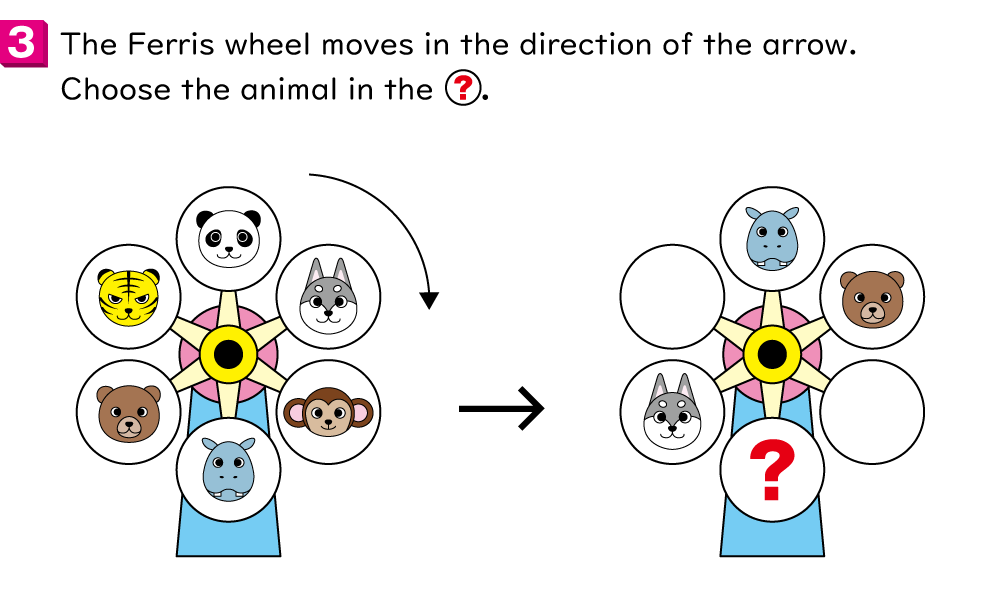 3 The Ferris wheel moves in the direction of the arrow.
Choose the animal in the ?.
?